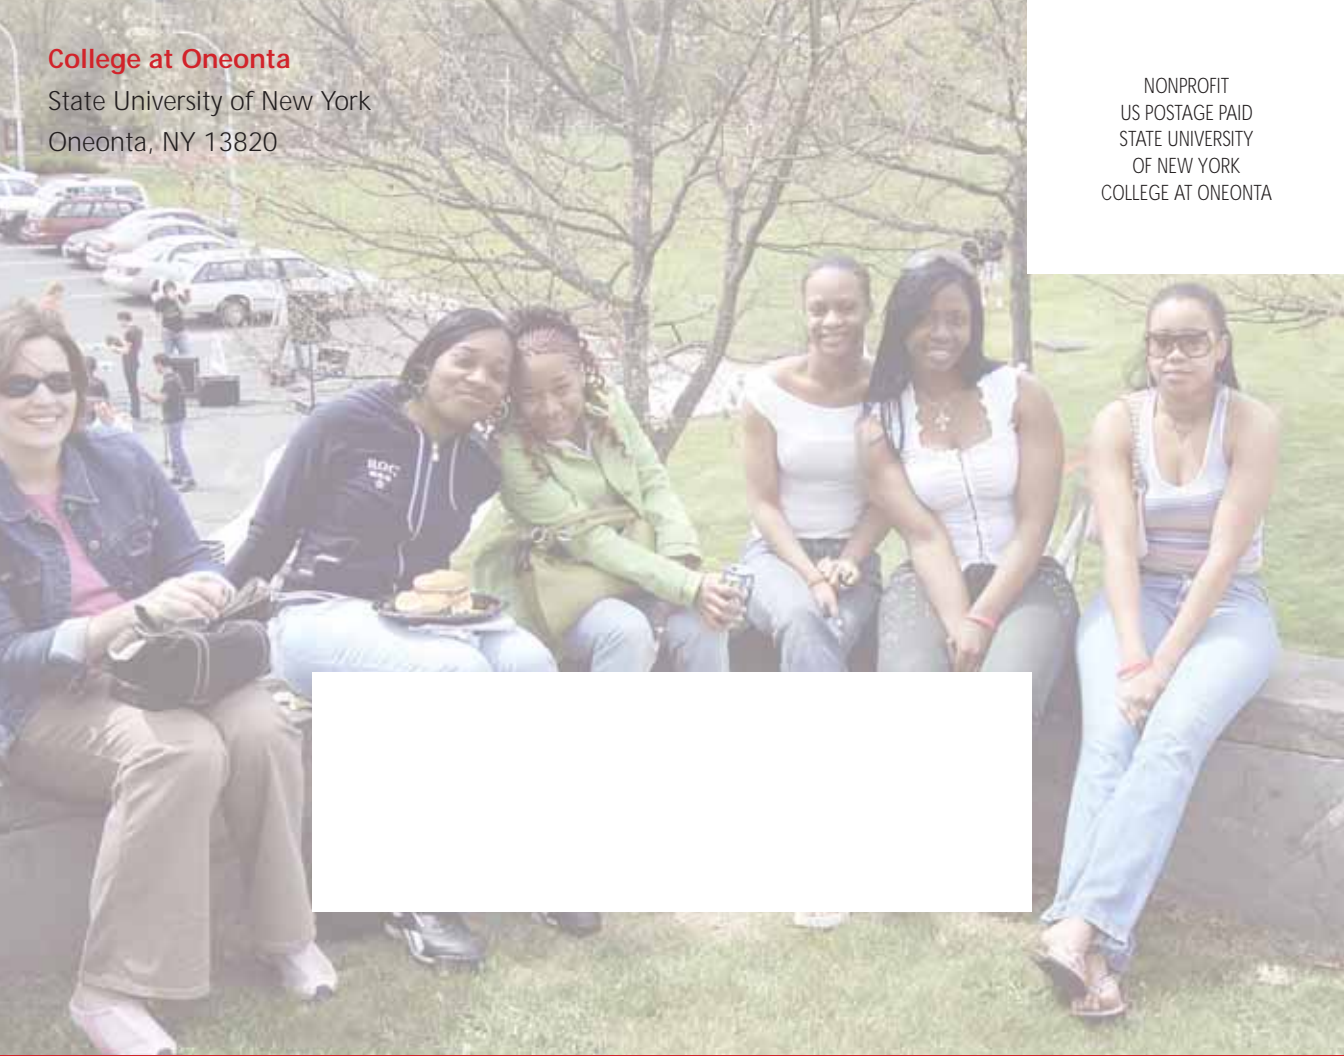 College at Oneonta
State University of New York
Oneonta, NY 13820
NONPROFIT
US POSTAGE PAID
STATE UNIVERSITY
OF NEW YORK
COLLEGE AT ONEONTA